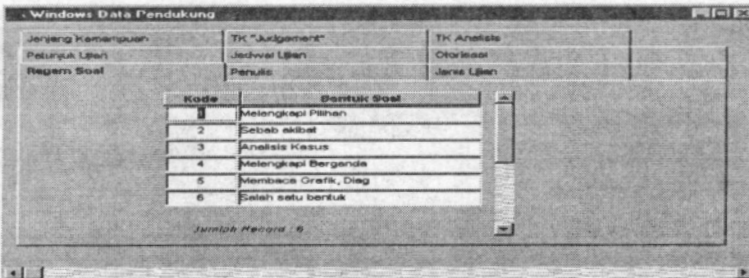 Windows Data Pendukung
Jenjang Kemampuan TK "Judgement" TK Analisis
Petunjuk Ujian Jadwal Ujian Otorisasi
Ragam Soal Penulis Jenis Ujian
Kode Bentuk Soal
1 Melengkapi Pilihan
2 Sebab akibat
3 Analisis Kasus
4 Melengkapi Berganda
5 Membaca Grafik, Diag
6 Salah satu bentuk
Jumlah Record : 6